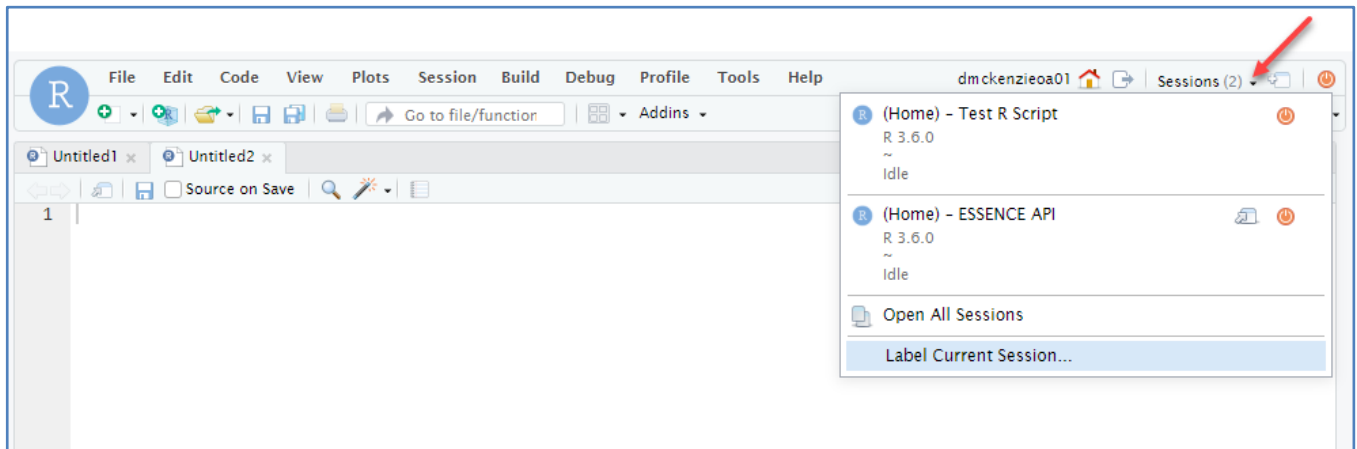 R File Edit Code View Plots Session Build Debug Profile Tools Help dmckenzieoa01 Sessions (2)
R Go to file/function Addins
Untitled1 × Untitled2 ×
Source on Save
1
R (Home) – Test R Script
R 3.6.0
~
Idle
R (Home) – ESSENCE API
R 3.6.0
~
Idle
Open All Sessions
Label Current Session...